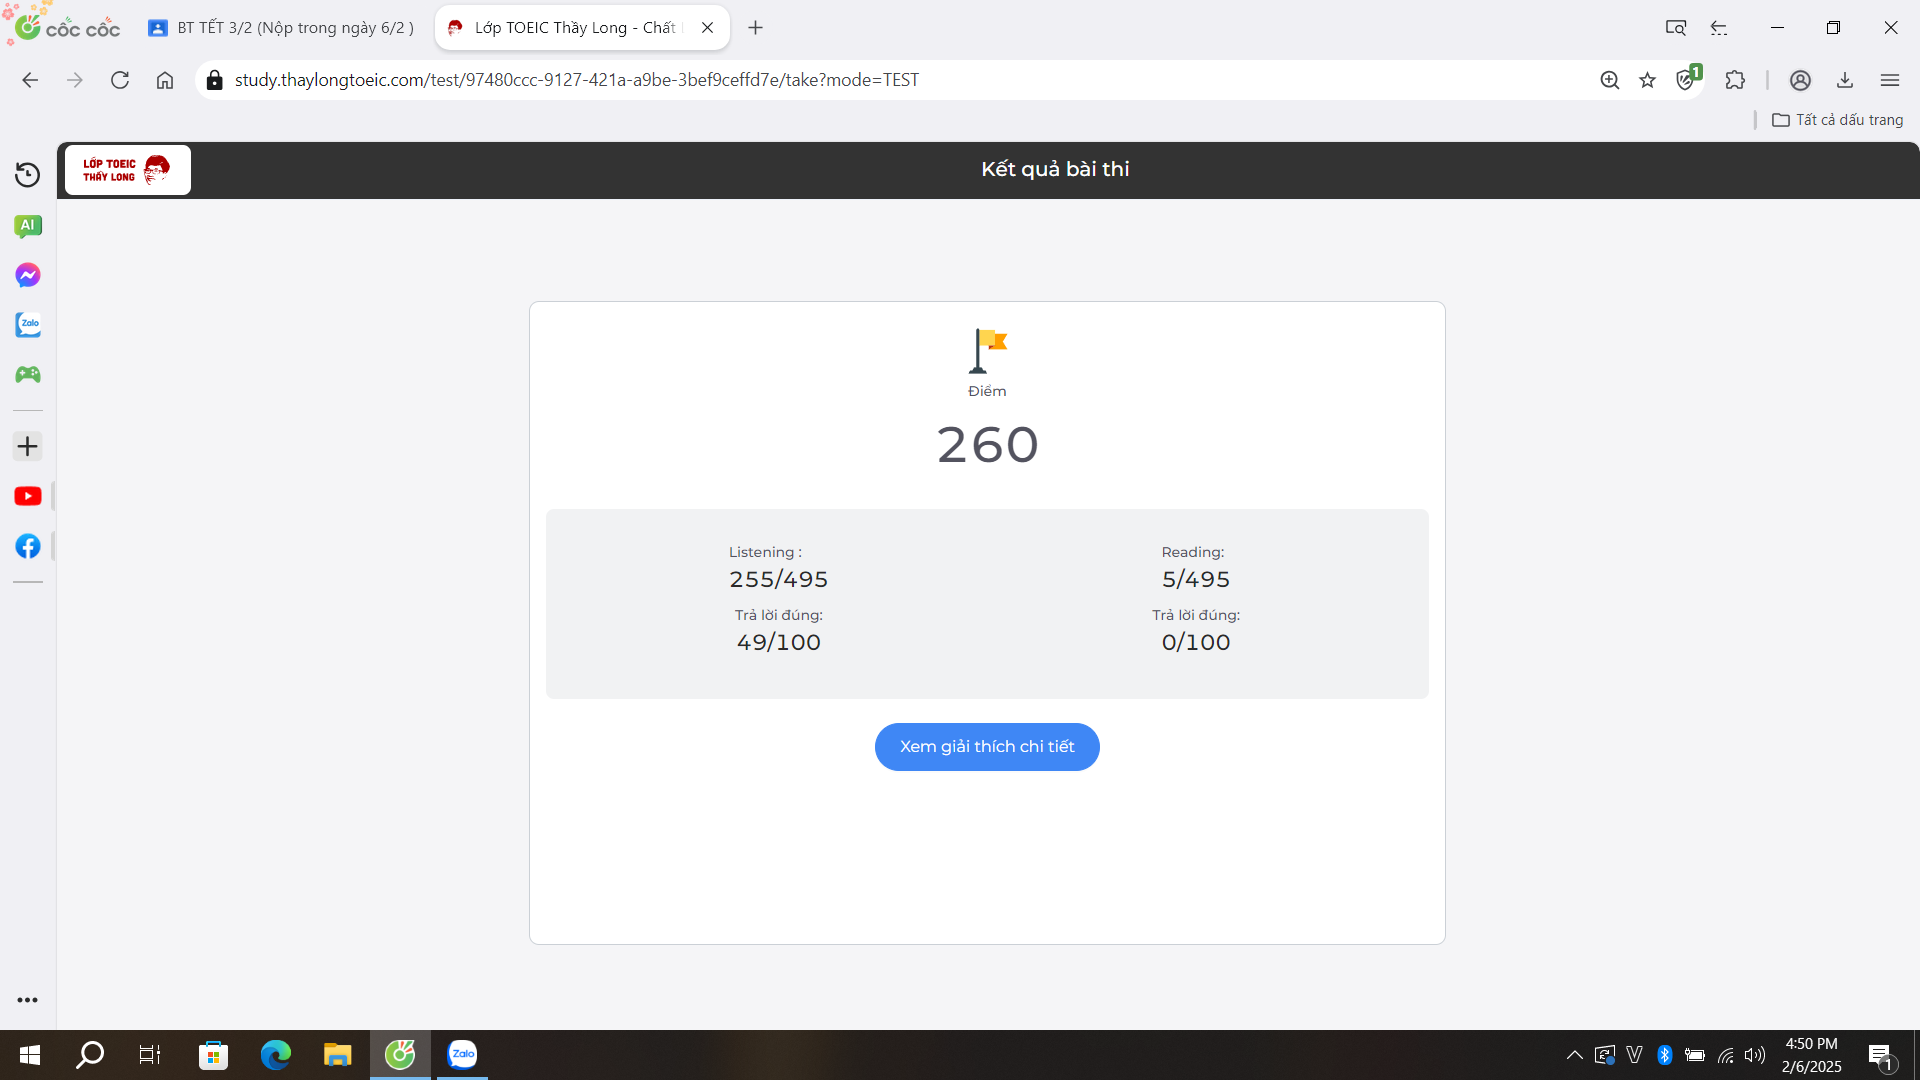 cốc cốc
BT TẾT 3/2 (Nộp trong ngày 6/2 )
Lớp TOEIC Thầy Long - Chất
study.thaylongtoeic.com/test/97480ccc-9127-421a-a9be-3bef9ceffd7e/take?mode=TEST
1
Tất cả dấu trang
LỚP TOEIC
THẦY LONG
Kết quả bài thi
AI
Zalo
Điểm
260
Listening :
255/495
Trả lời đúng:
49/100
Reading:
5/495
Trả lời đúng:
0/100
Xem giải thích chi tiết
Zalo
V
4:50 PM
2/6/2025
1